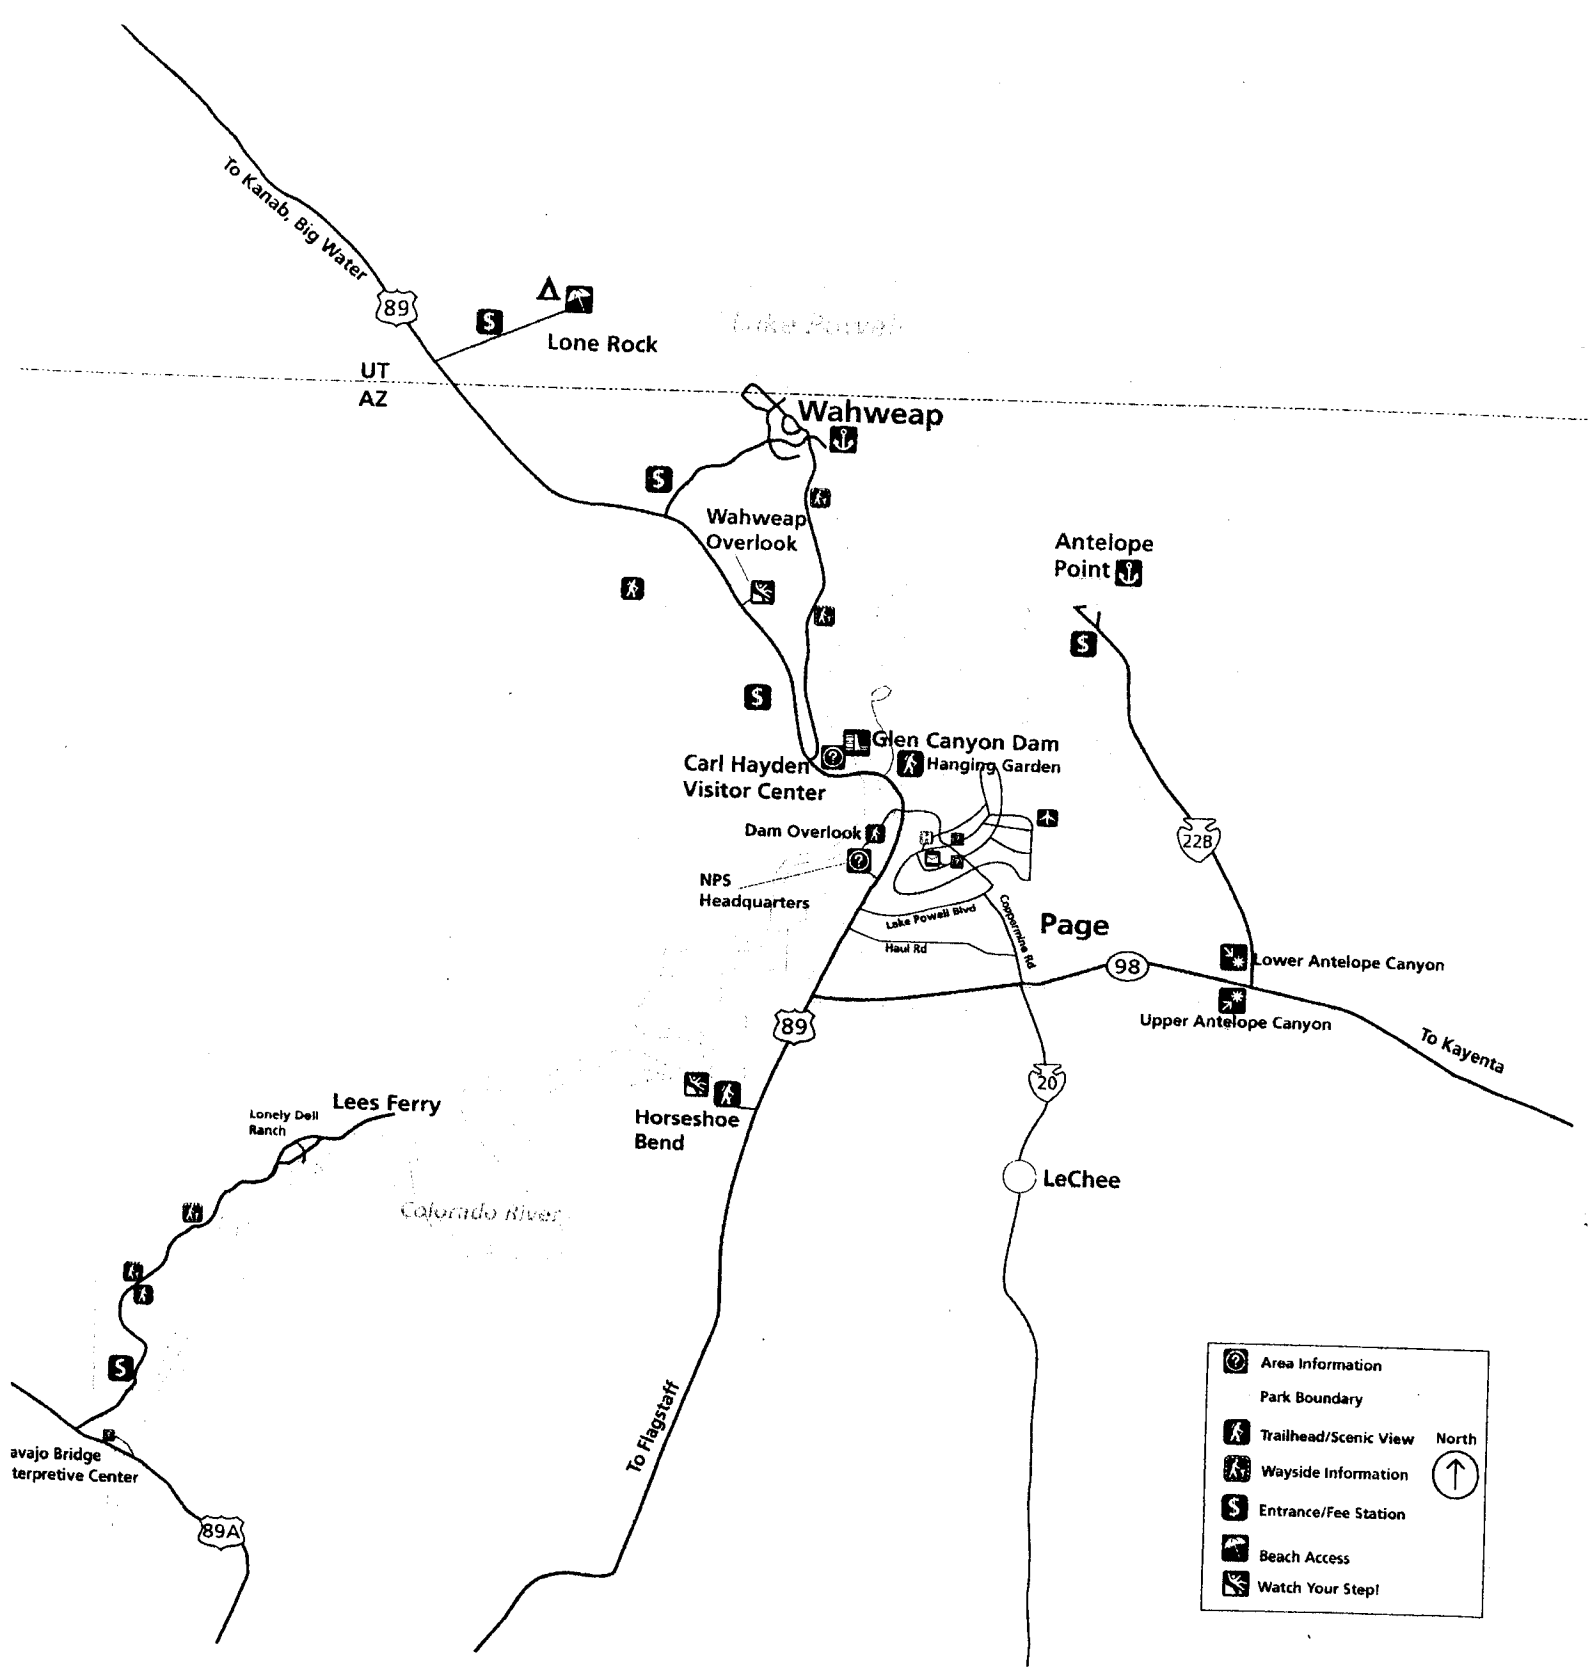 To Kanab, Big Water
89
Lone Rock
Lake Powell
UT
AZ
Wahweap
Wahweap
Overlook
Antelope
Point
Glen Canyon Dam
Hanging Garden
Carl Hayden
Visitor Center
Dam Overlook
NPS
Headquarters
22B
Lake Powell Blvd
Coppermine Rd
Haul Rd
Page
98
Lower Antelope Canyon
Upper Antelope Canyon
To Kayenta
89
20
Horseshoe
Bend
Lees Ferry
Lonely Dell
Ranch
LeChee
Colorado River
To Flagstaff
avajo Bridge
terpretive Center
89A
Area Information
Park Boundary
Trailhead/Scenic View
North
Wayside Information
Entrance/Fee Station
Beach Access
Watch Your Step!